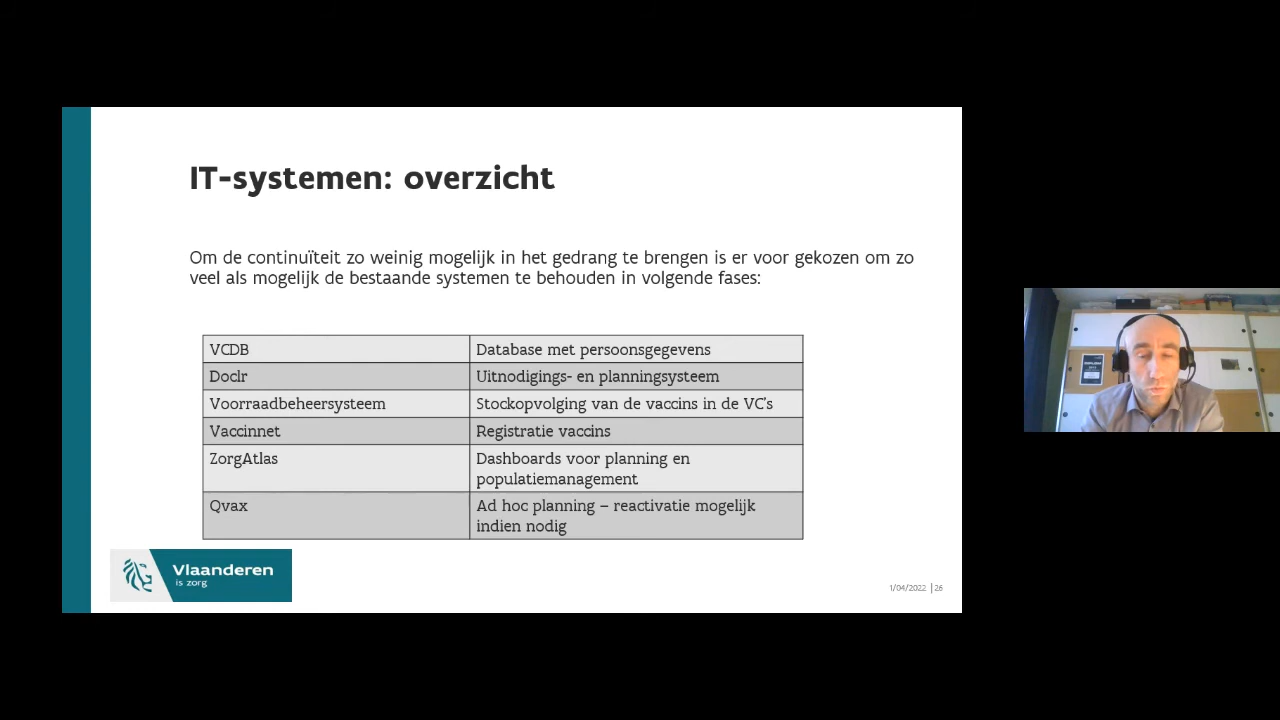 IT-systemen: overzicht
Om de continuïteit zo weinig mogelijk in het gedrang te brengen is er voor gekozen om zo
veel als mogelijk de bestaande systemen te behouden in volgende fases:
VCDB
Database met persoonsgegevens
Doclr
Uitnodigings- en planningsysteem
Voorraadbeheersysteem
Stockopvolging van de vaccins in de VC's
Vaccinnet
Registratie vaccins
ZorgAtlas
Dashboards voor planning en
populatiemanagement
Qvax
Ad hoc planning – reactivatie mogelijk
indien nodig
Vlaanderen
is zorg
1/04/2022 | 26